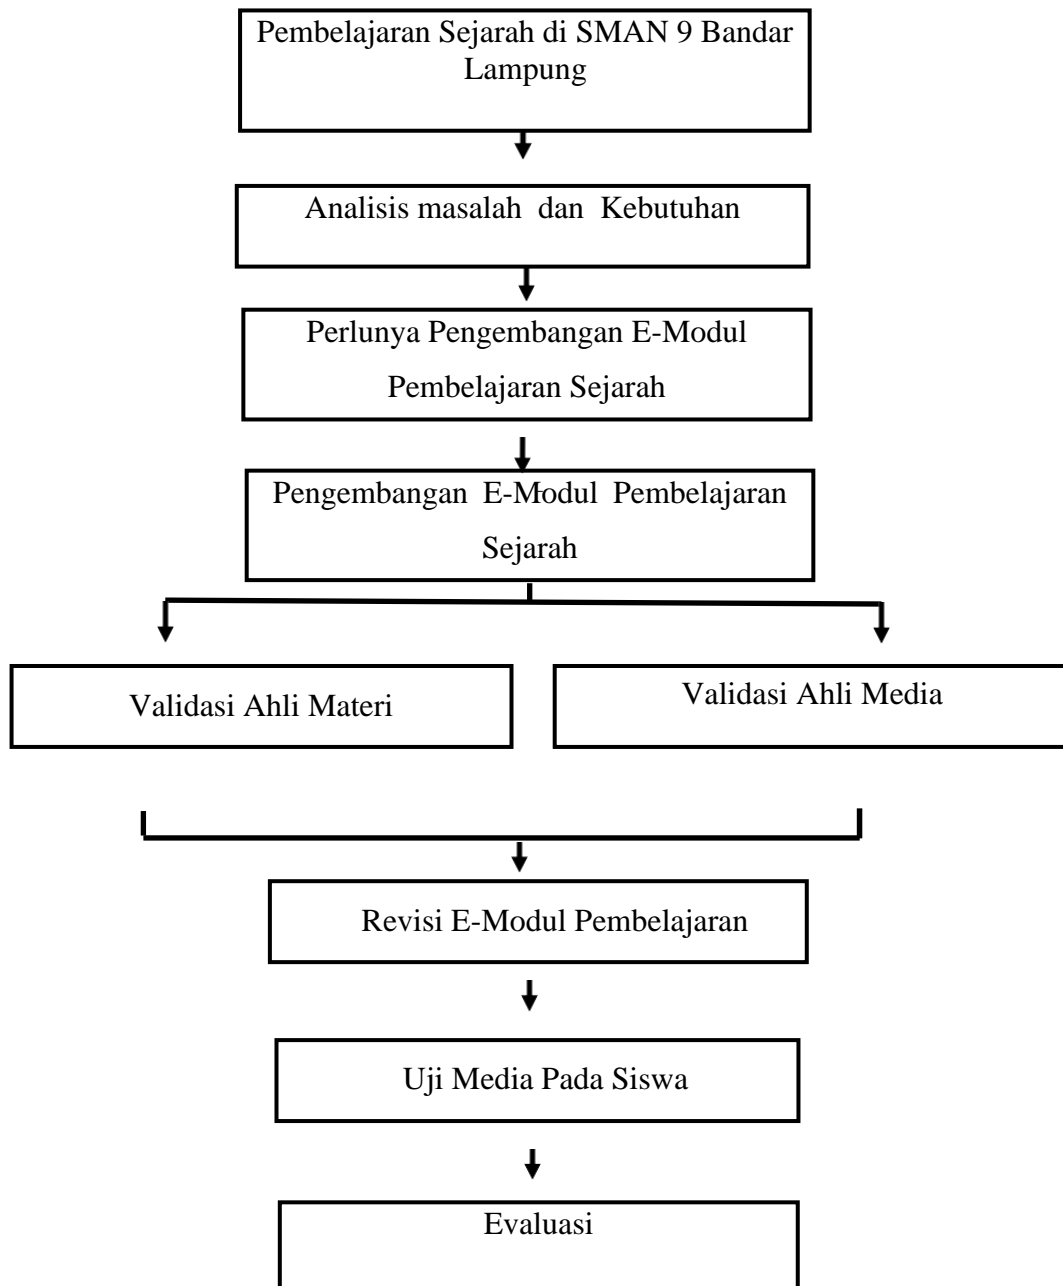 Pembelajaran Sejarah di SMAN 9 Bandar
Lampung
Analisis masalah dan Kebutuhan
Perlunya Pengembangan E-Modul
Pembelajaran Sejarah
Pengembangan E-Modul Pembelajaran
Sejarah
Validasi Ahli Materi
Validasi Ahli Media
Revisi E-Modul Pembelajaran
Uji Media Pada Siswa
Evaluasi